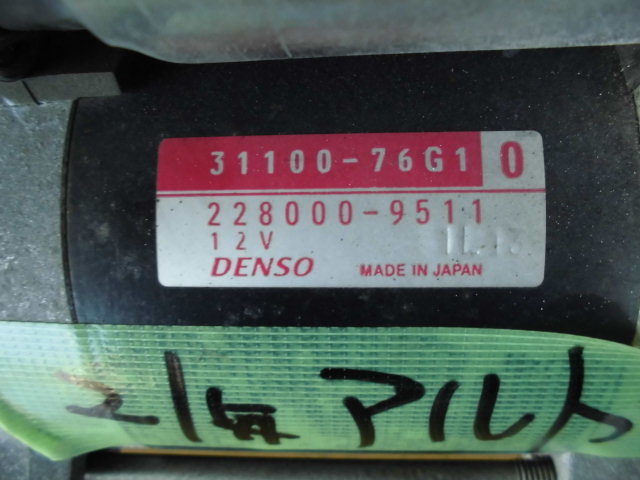 31100-76G1 0
228000-9511
12V
DENSO MADE IN JAPAN
アルト